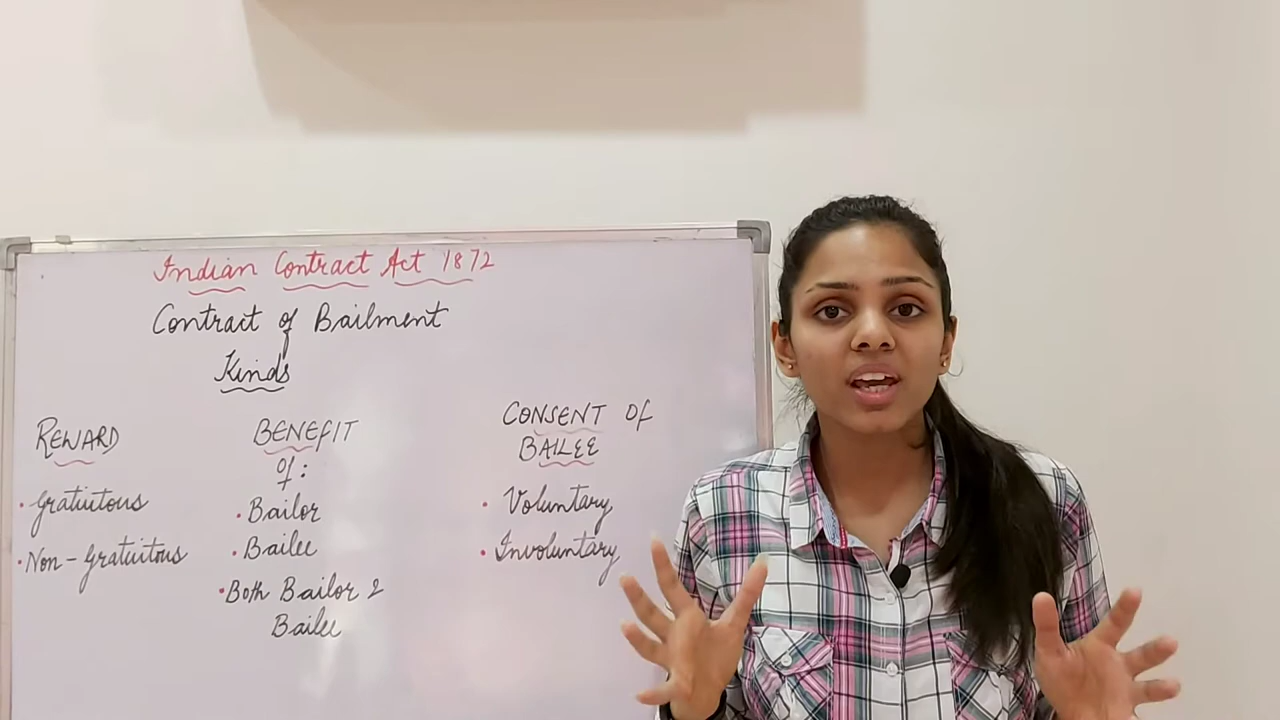 Indian Contract Act 1872
Contract of Bailment
Kinds
REWARD
• Gratuitous
• Non-Gratuitous
BENEFIT
Of:
• Bailor
• Bailee
• Both Bailor &
Bailee
CONSENT OF
BAILEE
• Voluntary
• Involuntary